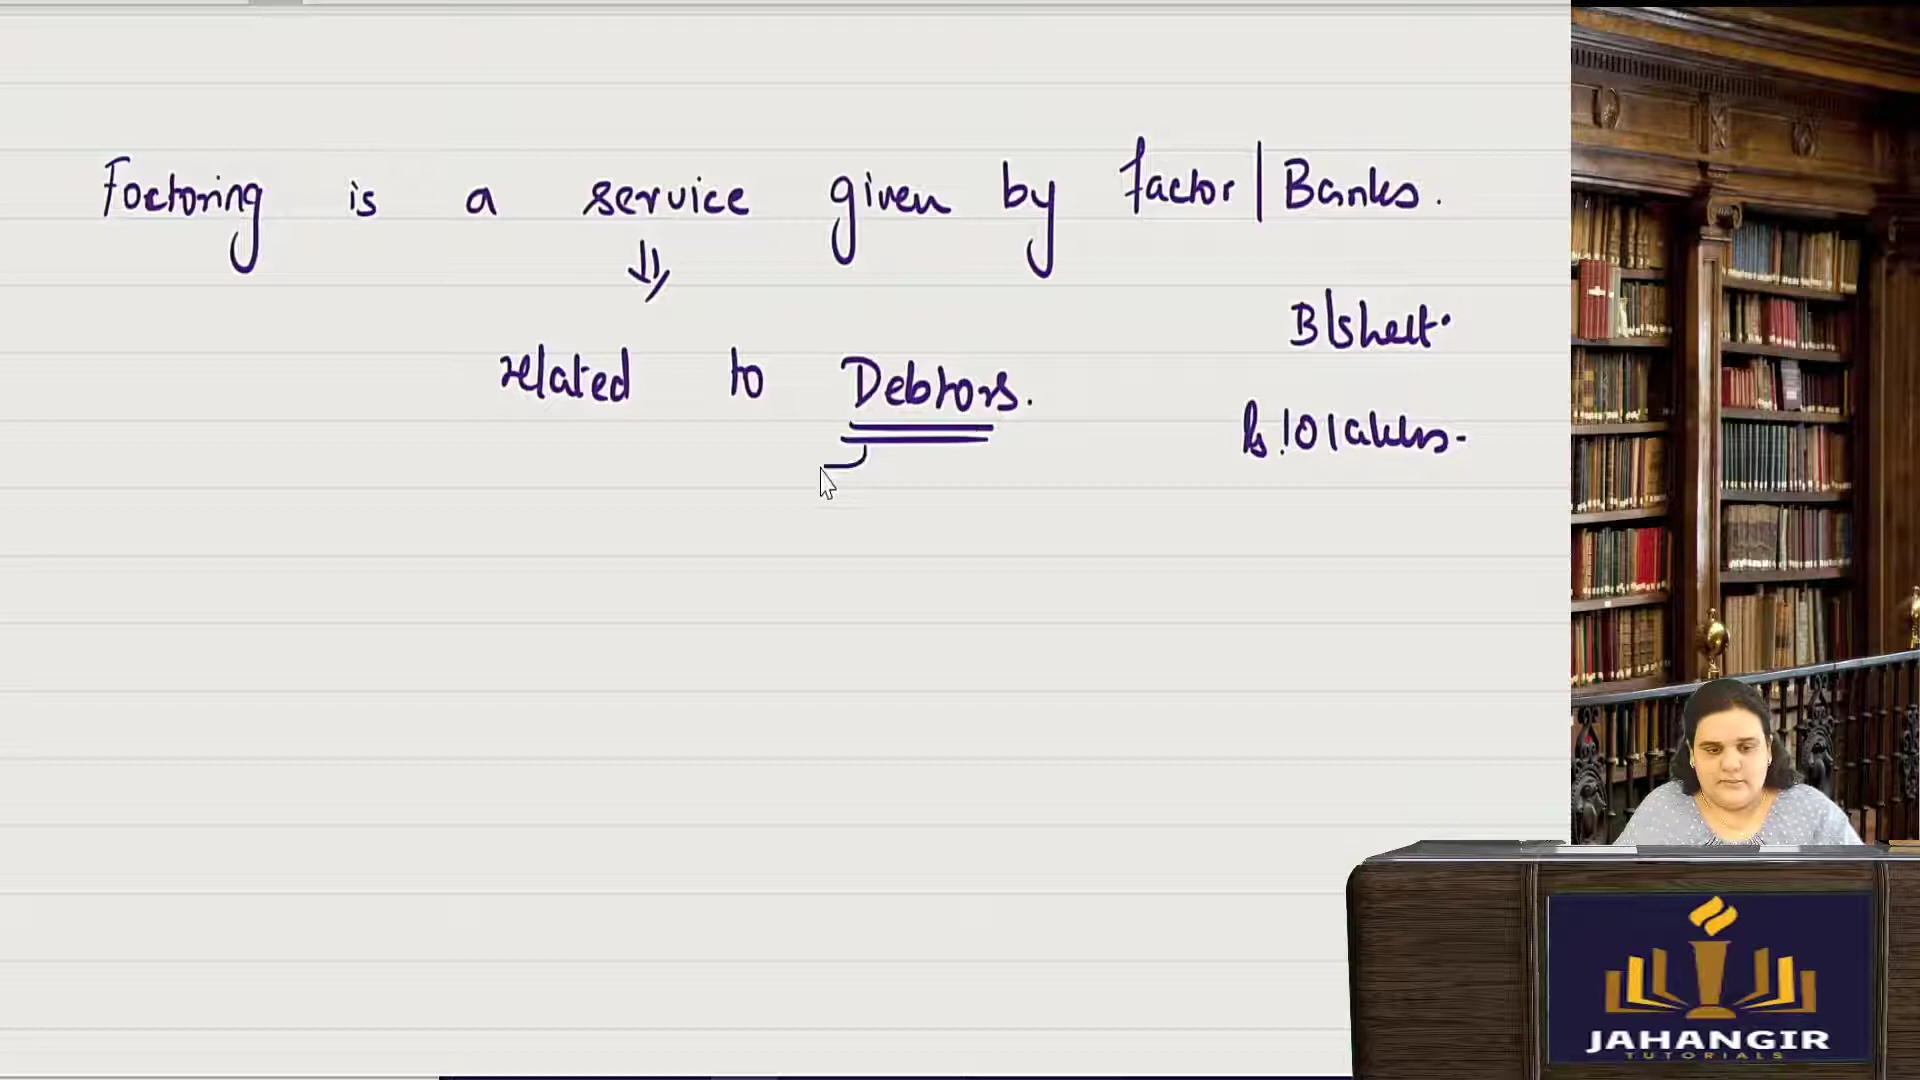 Factoring is a service given by factor | Banks.
related to Debtors.
B/sheet.
Rs. 10 lakhs.
JAHANGIR
TUTORIALS